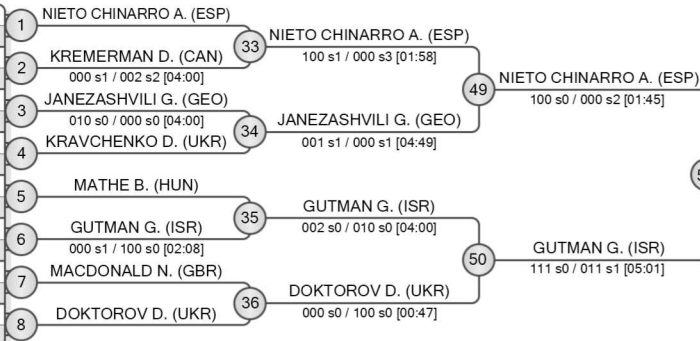 1 NIETO CHINARRO A. (ESP)
2 KREMERMAN D. (CAN)
000 s1 / 002 s2 [04:00]
33 NIETO CHINARRO A. (ESP)
100 s1 / 000 s3 [01:58]
3 JANEZASHVILI G. (GEO)
010 s0 / 000 s0 [04:00]
4 KRAVCHENKO D. (UKR)
34 JANEZASHVILI G. (GEO)
001 s1 / 000 s1 [04:49]
49 NIETO CHINARRO A. (ESP)
100 s0 / 000 s2 [01:45]
5 MATHE B. (HUN)
6 GUTMAN G. (ISR)
000 s1 / 100 s0 [02:08]
35 GUTMAN G. (ISR)
002 s0 / 010 s0 [04:00]
7 MACDONALD N. (GBR)
8 DOKTOROV D. (UKR)
36 DOKTOROV D. (UKR)
000 s0 / 100 s0 [00:47]
50 GUTMAN G. (ISR)
111 s0 / 011 s1 [05:01]